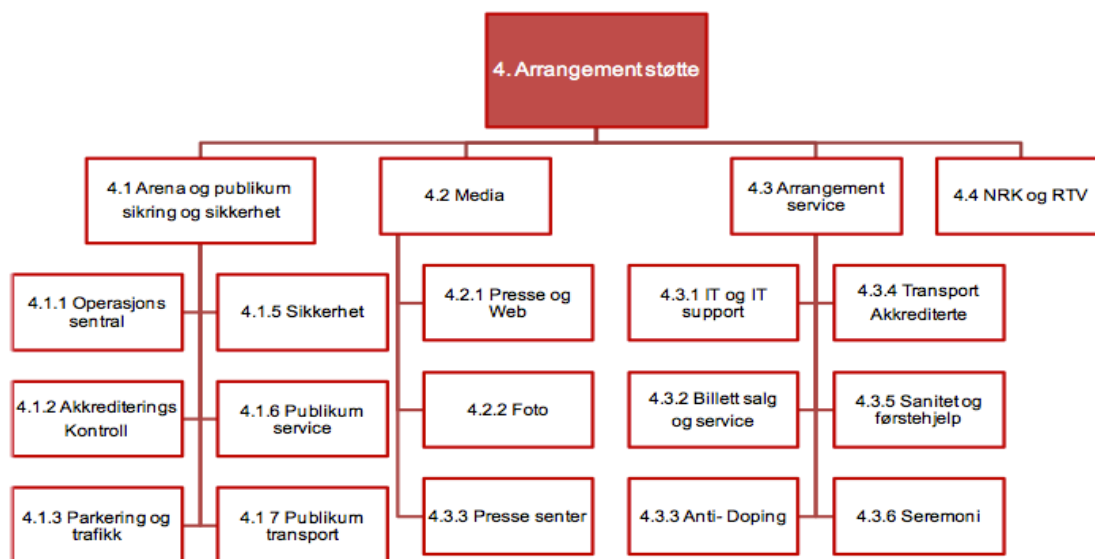 4. Arrangement støtte
4.1 Arena og publikum
sikring og sikkerhet
4.2 Media
4.3 Arrangement
service
4.4 NRK og RTV
4.1.1 Operasjons
sentral
4.1.5 Sikkerhet
4.2.1 Presse og
Web
4.3.1 IT og IT
support
4.3.4 Transport
Akkrediterte
4.1.2 Akkrediterings
Kontroll
4.1.6 Publikum
service
4.2.2 Foto
4.3.2 Billett salg
og service
4.3.5 Sanitet og
førstehjelp
4.1.3 Parkering og
trafikk
4.1 7 Publikum
transport
4.3.3 Presse senter
4.3.3 Anti- Doping
4.3.6 Seremoni